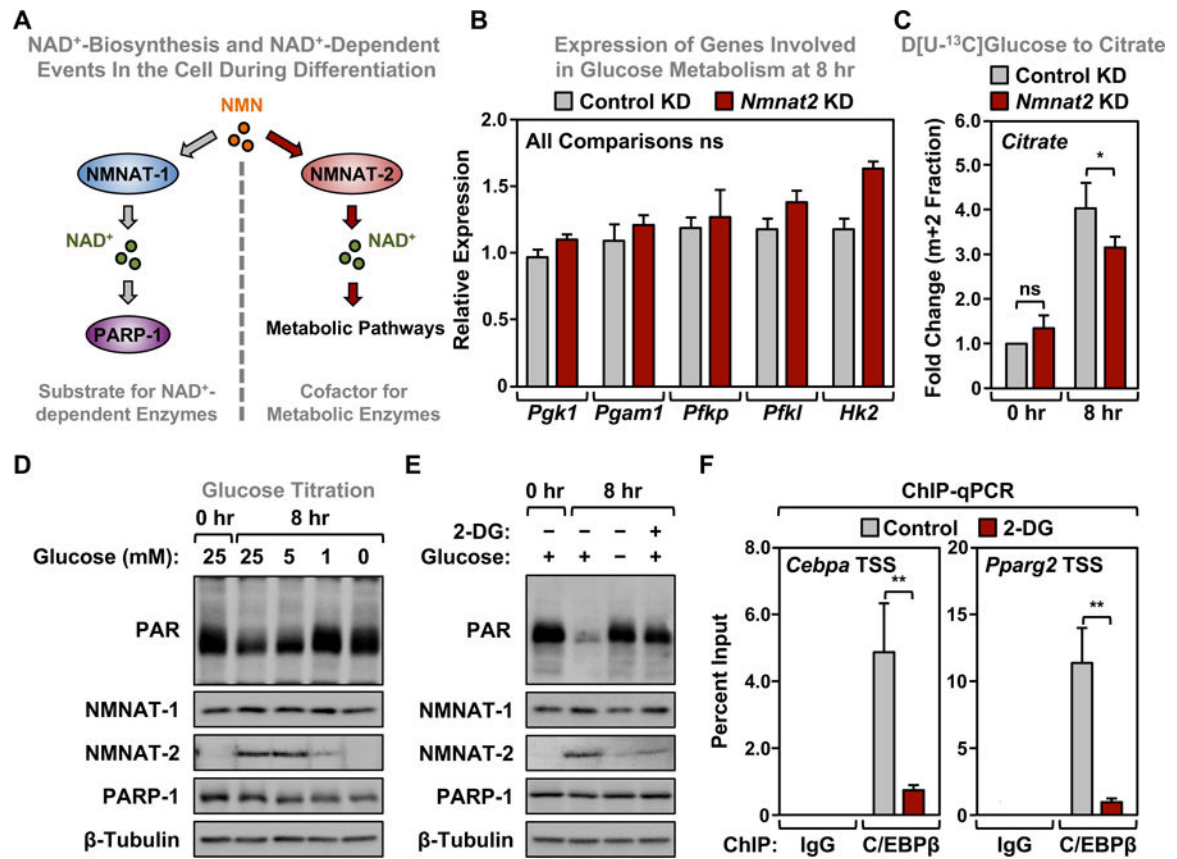 A
NAD⁺-Biosynthesis and NAD⁺-Dependent
Events In the Cell During Differentiation
NMN
NMNAT-1
NMNAT-2
NAD⁺
NAD⁺
PARP-1
Metabolic Pathways
Substrate for NAD⁺-
dependent Enzymes
Cofactor for
Metabolic Enzymes
B
Expression of Genes Involved
in Glucose Metabolism at 8 hr
Control KD
Nmnat2 KD
All Comparisons ns
Relative Expression
2.0
1.5
1.0
0.5
0
Pgk1
Pgam1
Pfkp
Pfkl
Hk2
C
D[U-¹³C]Glucose to Citrate
Control KD
Nmnat2 KD
Citrate
Fold Change (m+2 Fraction)
6.0
5.0
4.0
3.0
2.0
1.0
0
ns
*
0 hr
8 hr
D
Glucose Titration
0 hr
8 hr
Glucose (mM): 25 25 5 1 0
PAR
NMNAT-1
NMNAT-2
PARP-1
β-Tubulin
E
0 hr
8 hr
2-DG: – – – +
Glucose: + + – +
PAR
NMNAT-1
NMNAT-2
PARP-1
β-Tubulin
F
ChIP-qPCR
Control
2-DG
Percent Input
8.0
6.0
4.0
2.0
0
Cebpa TSS
**
20
15
10
5
0
Pparg2 TSS
**
ChIP: IgG C/EBPβ IgG C/EBPβ